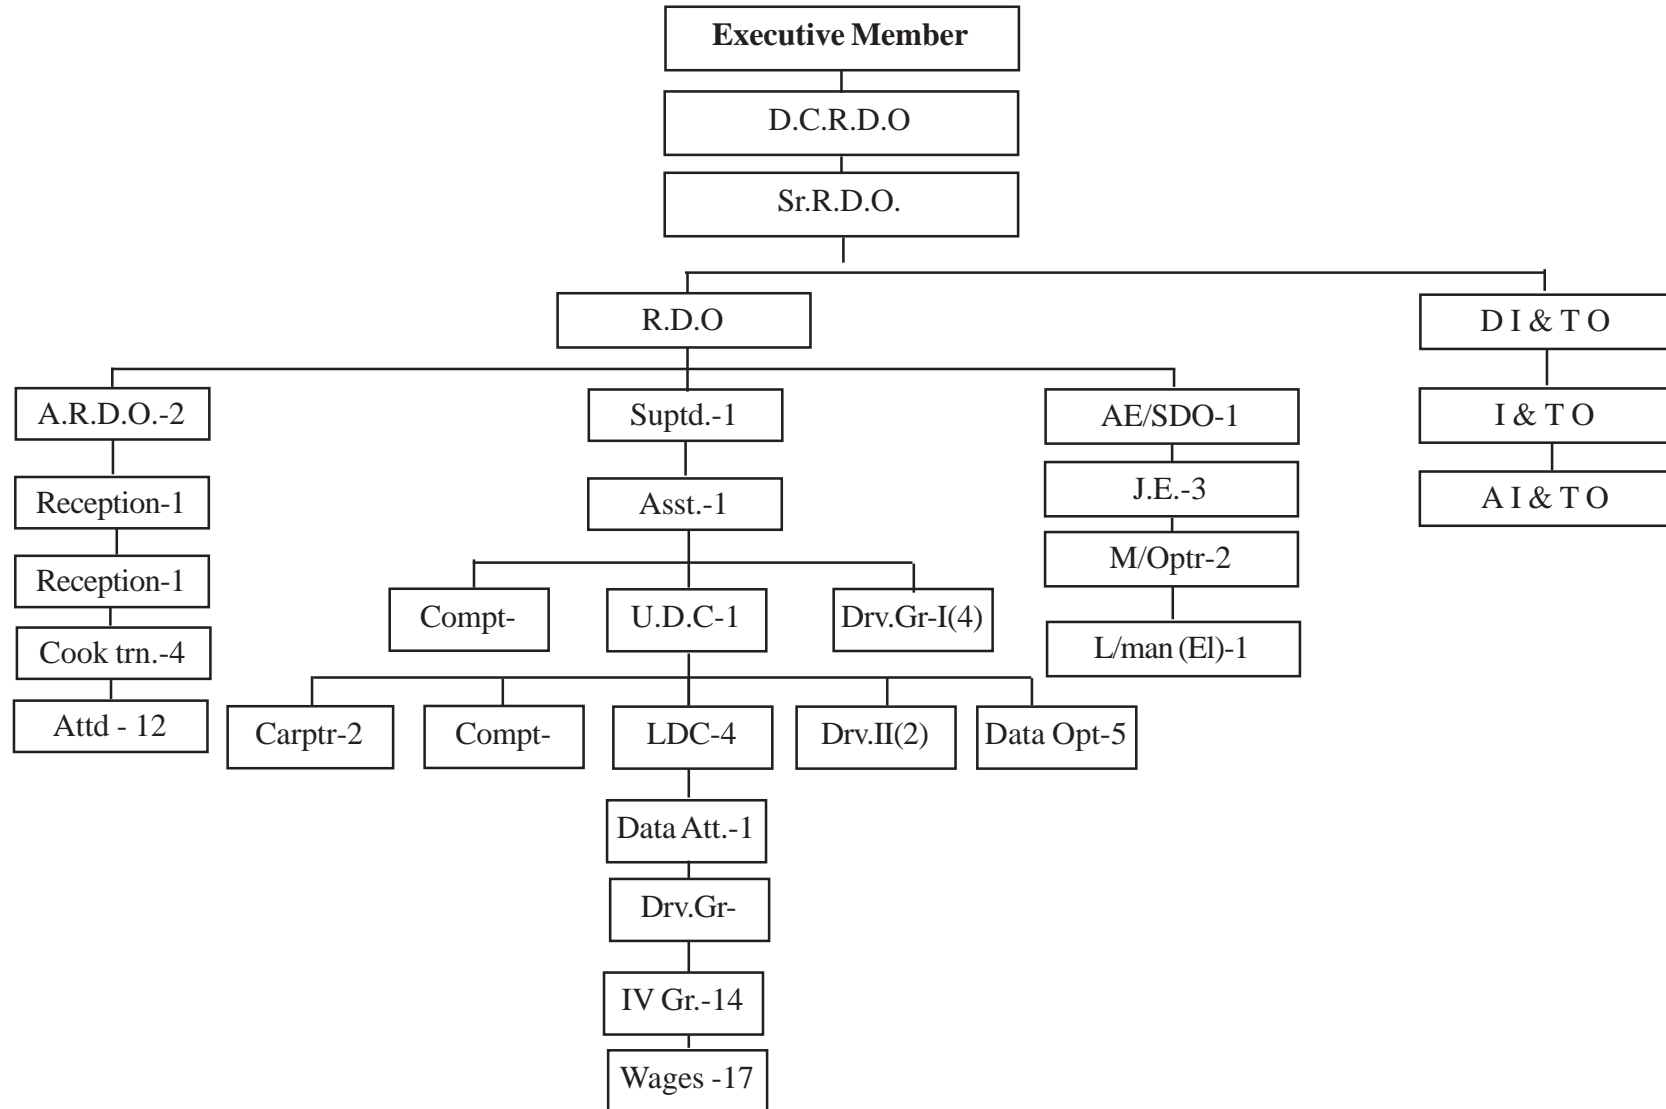 Executive Member
D.C.R.D.O
Sr.R.D.O.
R.D.O
D I & T O
A.R.D.O.-2
Suptd.-1
AE/SDO-1
I & T O
Reception-1
Asst.-1
J.E.-3
A I & T O
Reception-1
M/Optr-2
Compt-
U.D.C-1
Drv.Gr-I(4)
Cook trn.-4
L/man (El)-1
Attd - 12
Carptr-2
Compt-
LDC-4
Drv.II(2)
Data Opt-5
Data Att.-1
Drv.Gr-
IV Gr.-14
Wages -17